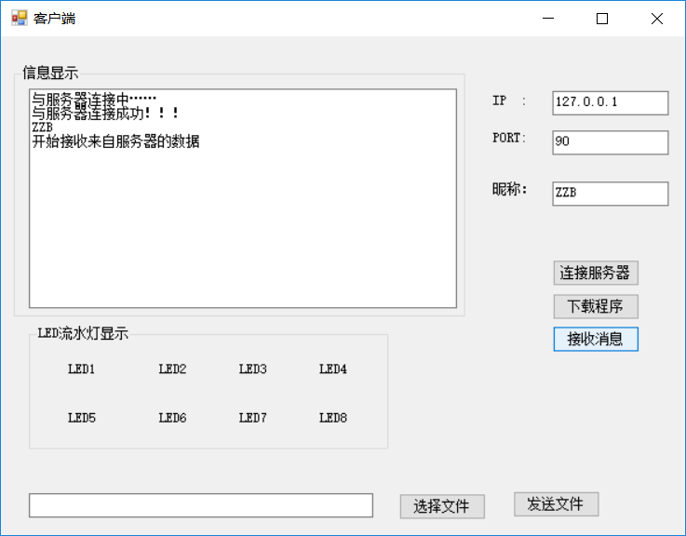 客户端
信息显示
与服务器连接中……
与服务器连接成功！！！
ZZB
开始接收来自服务器的数据
IP ： 127.0.0.1
PORT： 90
昵称： ZZB
连接服务器
下载程序
接收消息
LED流水灯显示
LED1 LED2 LED3 LED4
LED5 LED6 LED7 LED8
选择文件 发送文件